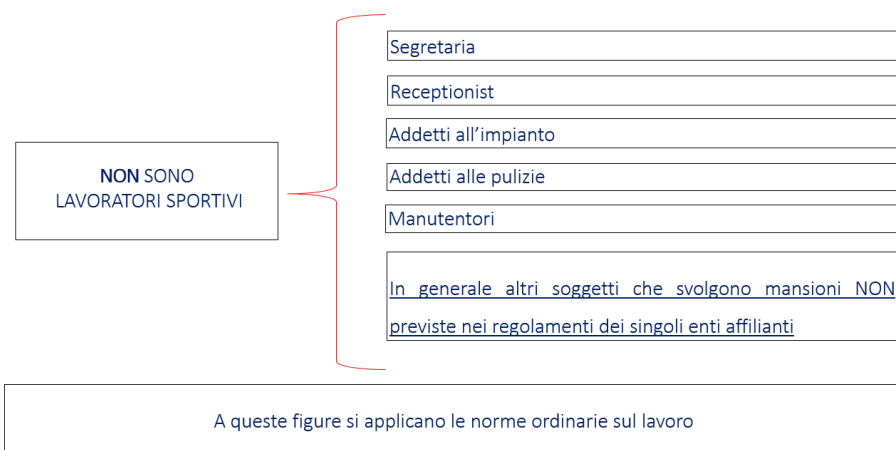 NON SONO
LAVORATORI SPORTIVI
Segretaria
Receptionist
Addetti all’impianto
Addetti alle pulizie
Manutentori
In generale altri soggetti che svolgono mansioni NON
previste nei regolamenti dei singoli enti affilianti
A queste figure si applicano le norme ordinarie sul lavoro